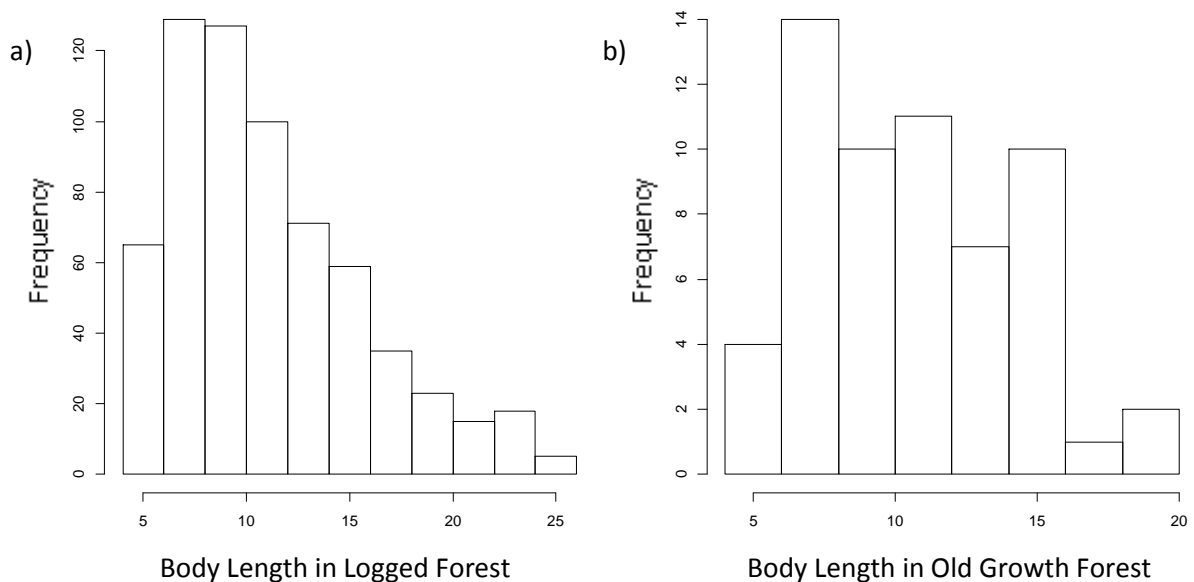 a)
Frequency
120
100
80
60
40
20
0
5 10 15 20 25
Body Length in Logged Forest
b)
Frequency
14
12
10
8
6
4
2
0
5 10 15 20
Body Length in Old Growth Forest